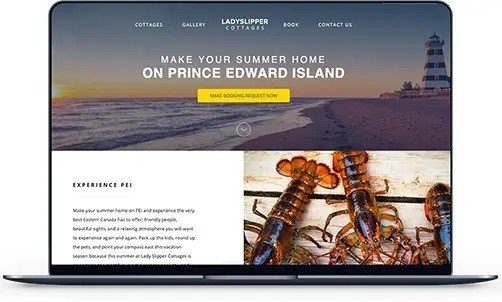 COTTAGES GALLERY LADYSLIPPER COTTAGES BOOK CONTACT US
MAKE YOUR SUMMER HOME
ON PRINCE EDWARD ISLAND
MAKE BOOKING REQUEST NOW
EXPERIENCE PEI
Make your summer home on PEI and experience the very
best Eastern Canada has to offer; friendly people,
beautiful sights, and a relaxing atmosphere you will want
to experience again and again. Pack up the kids, round up
the pets, and point your compass east this vacation
season because this summer at Lady Slipper Cottages is